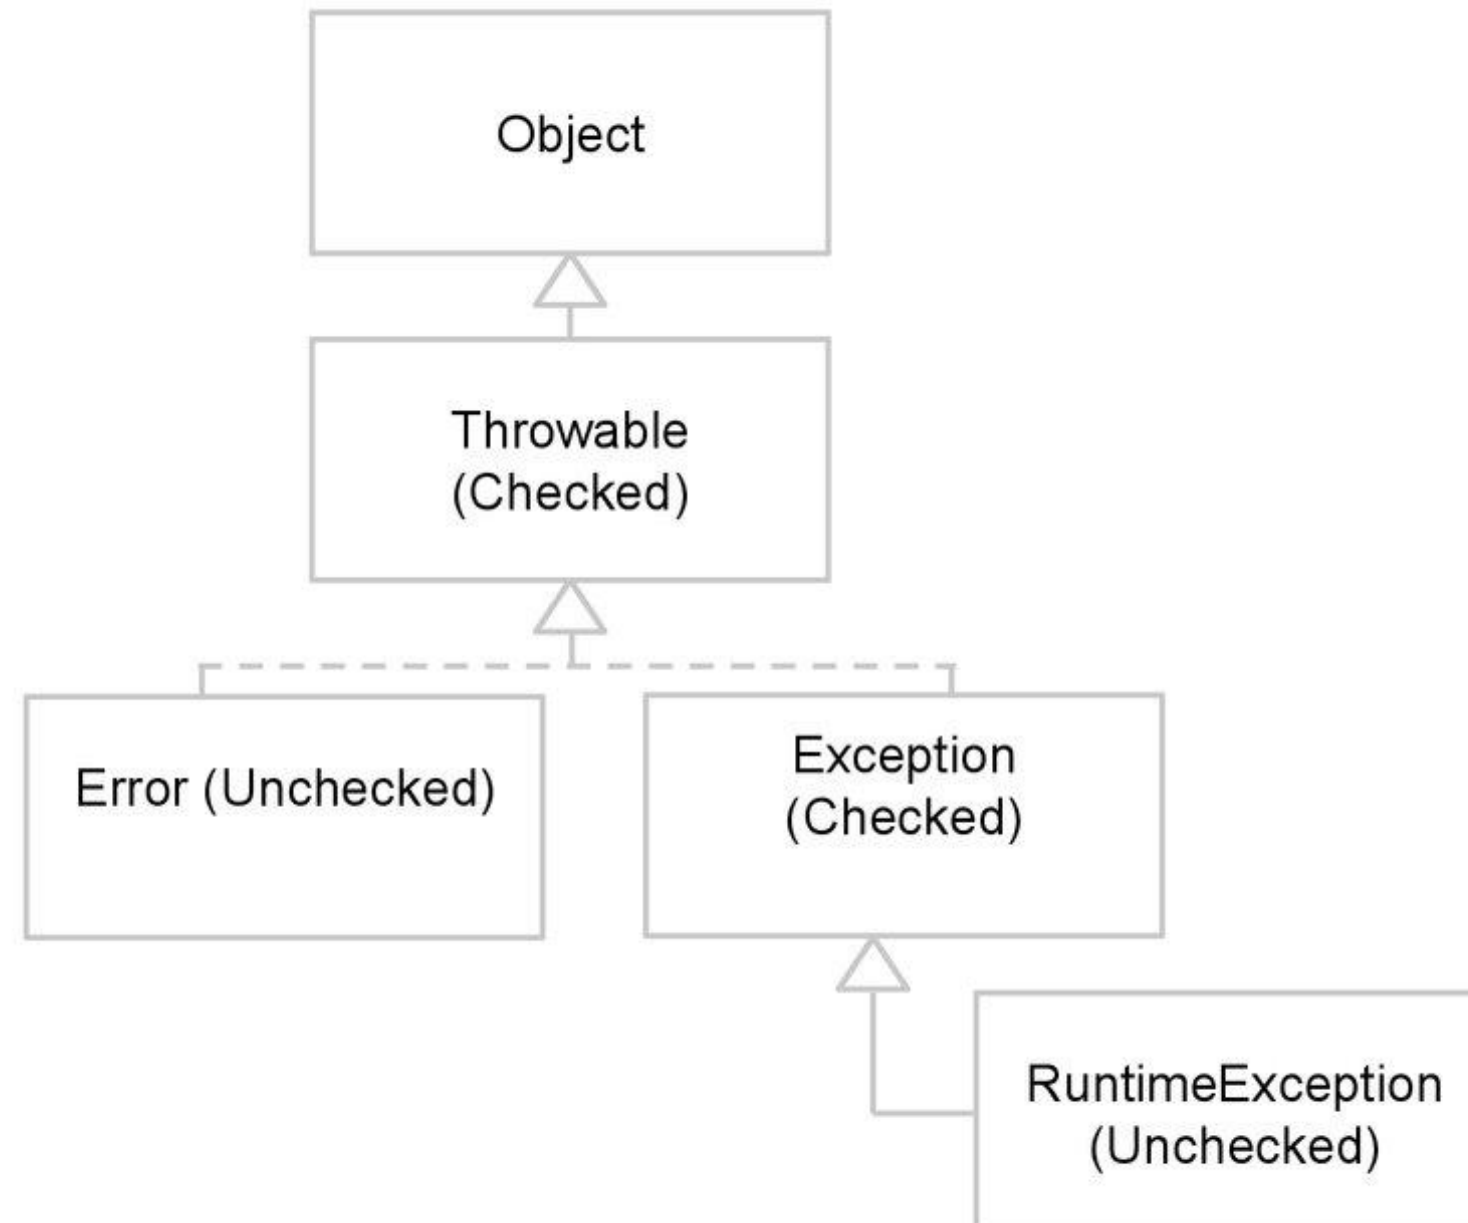 Object
Throwable
(Checked)
Error (Unchecked)
Exception
(Checked)
RuntimeException
(Unchecked)